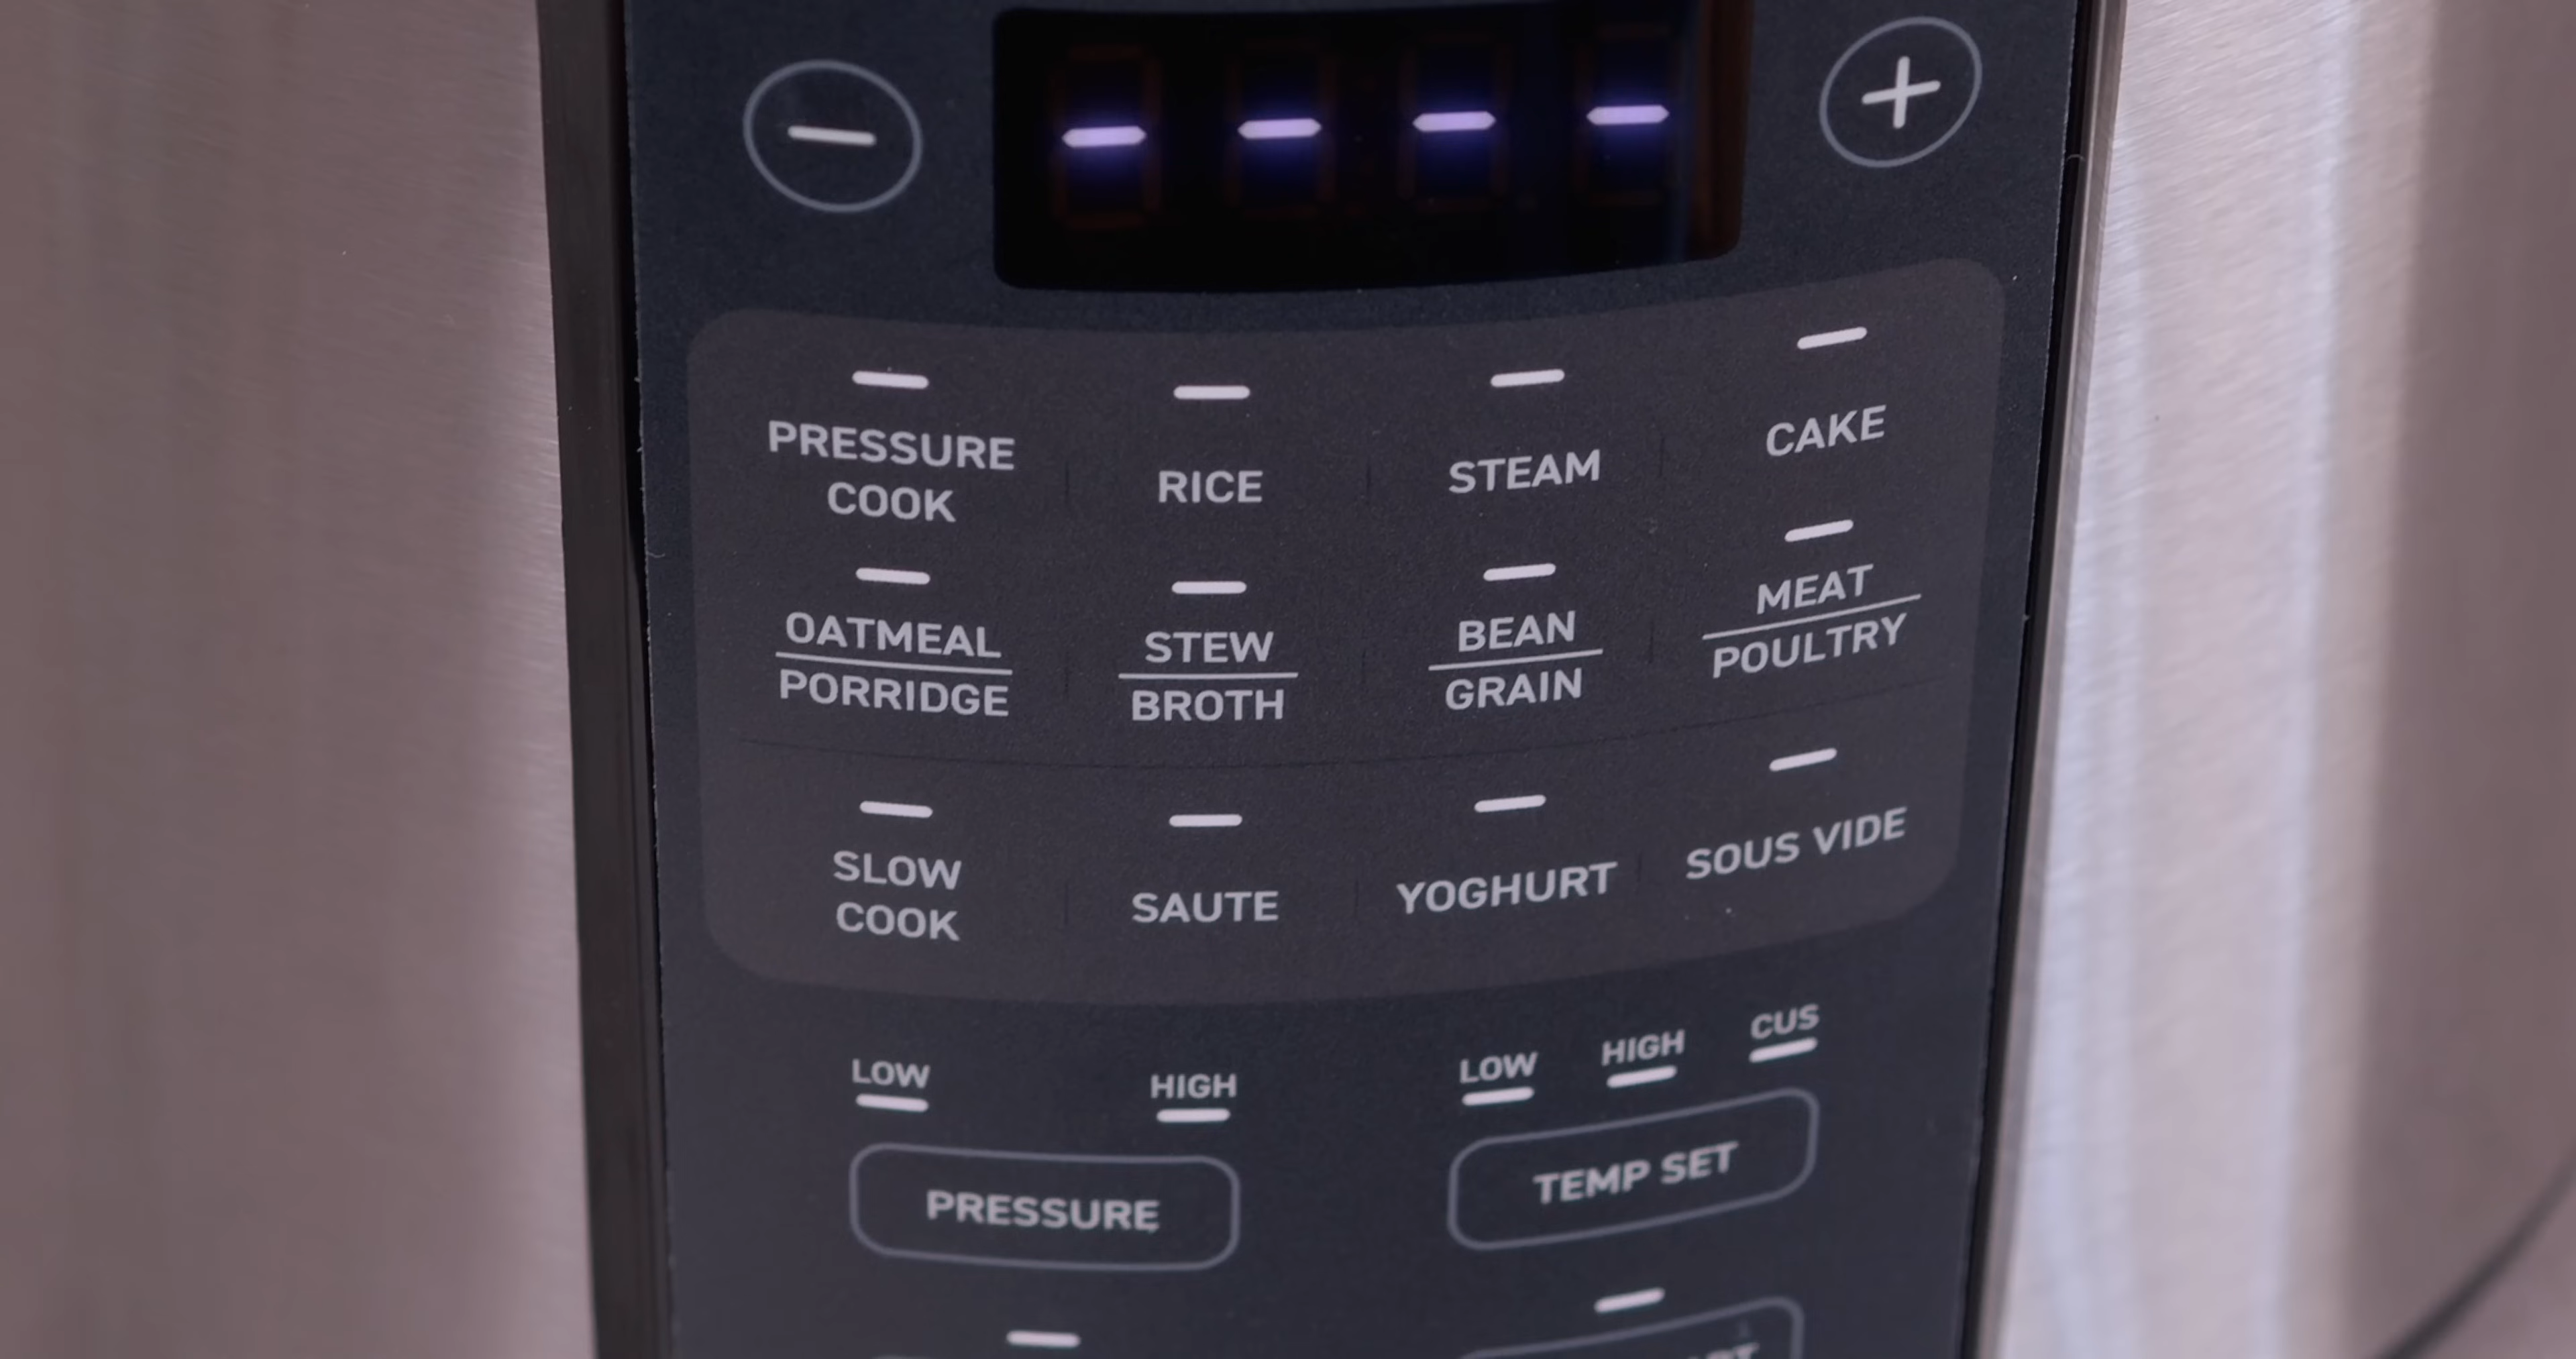 − - - - - +
PRESSURE COOK
RICE
STEAM
CAKE
OATMEAL
PORRIDGE
STEW
BROTH
BEAN
GRAIN
MEAT
POULTRY
SLOW COOK
SAUTE
YOGHURT
SOUS VIDE
LOW HIGH
LOW HIGH CUS
PRESSURE
TEMP SET